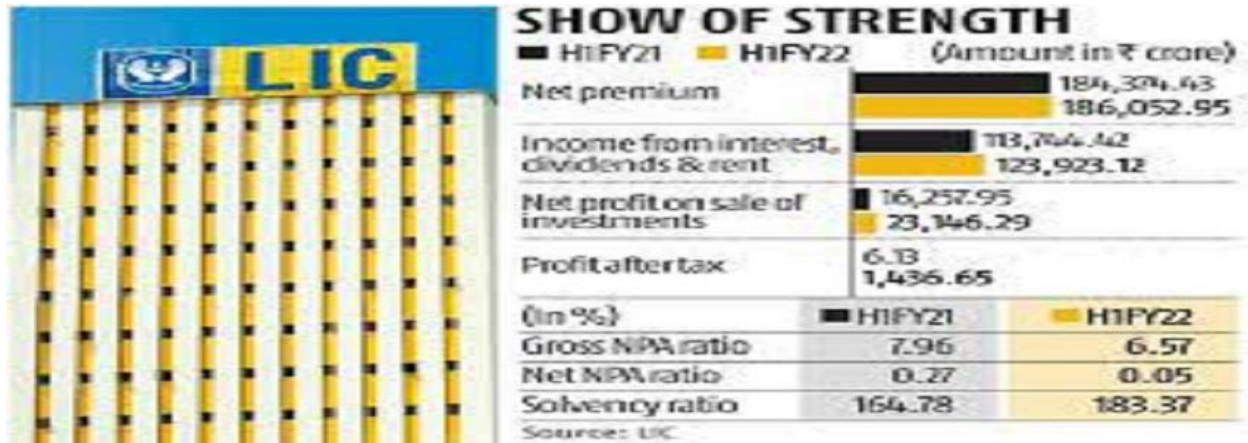 LIC
SHOW OF STRENGTH
H1FY21 H1FY22 (Amount in ₹ crore)
Net premium 184,374.43
186,052.95
Income from interest, dividends & rent 113,744.42
123,923.12
Net profit on sale of investments 16,257.95
23,146.29
Profit after tax 6.13
1,436.65
(In %) H1FY21 H1FY22
Gross NPA ratio 7.96 6.57
Net NPA ratio 0.27 0.05
Solvency ratio 164.78 183.37
Source: LIC